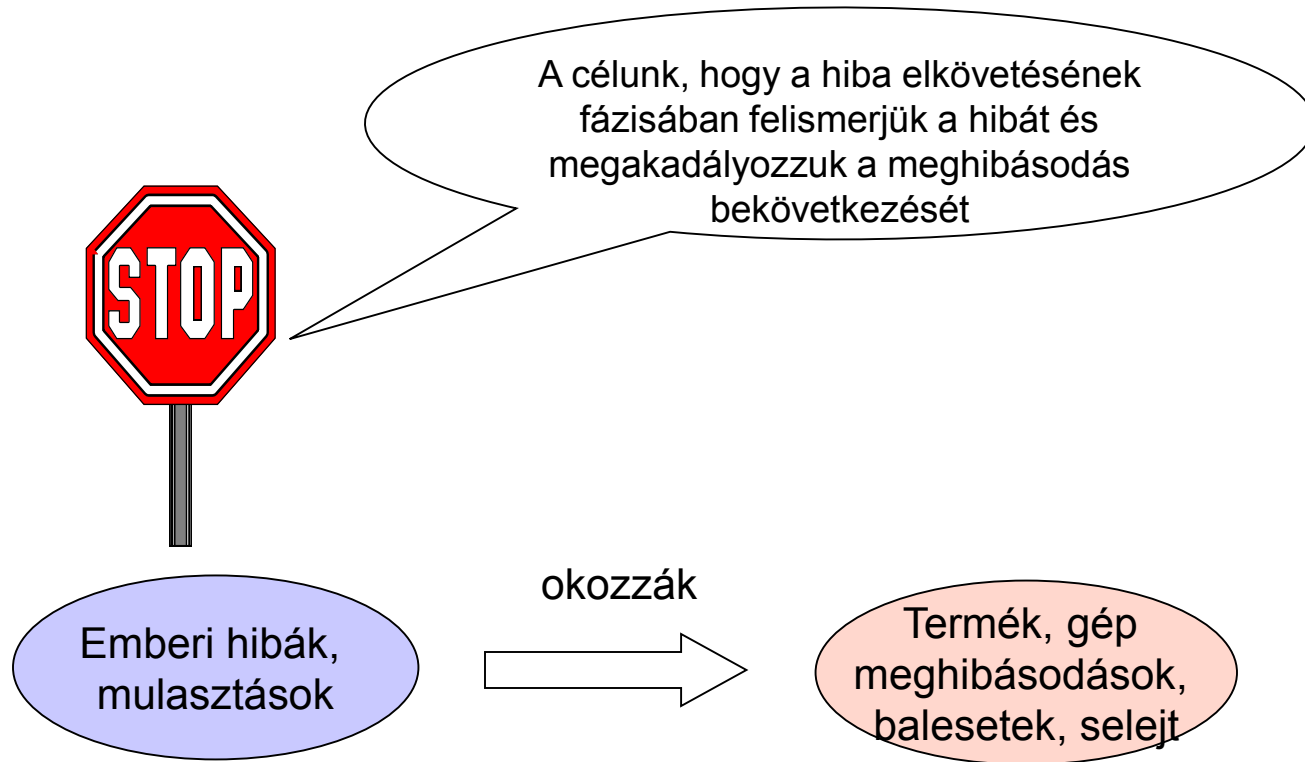 A célunk, hogy a hiba elkövetésének
fázisában felismerjük a hibát és
megakadályozzuk a meghibásodás
bekövetkezését
STOP
okozzák
Emberi hibák,
mulasztások
Termék, gép
meghibásodások,
balesetek, selejt